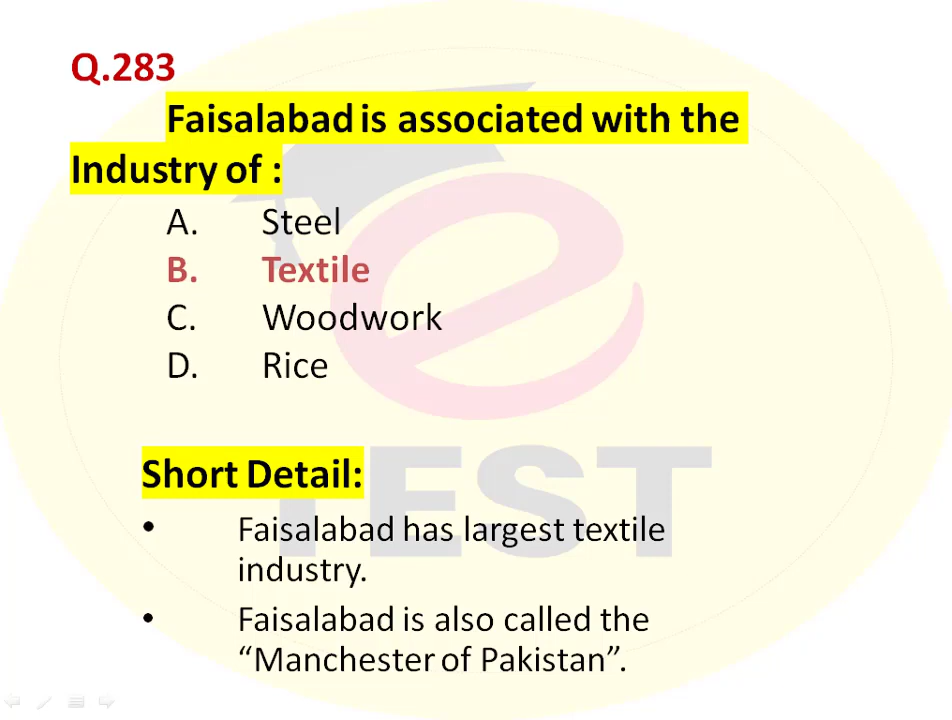 Q.283
Faisalabad is associated with the
Industry of :
A. Steel
B. Textile
C. Woodwork
D. Rice
Short Detail:
• Faisalabad has largest textile
industry.
• Faisalabad is also called the
“Manchester of Pakistan”.
e
TEST